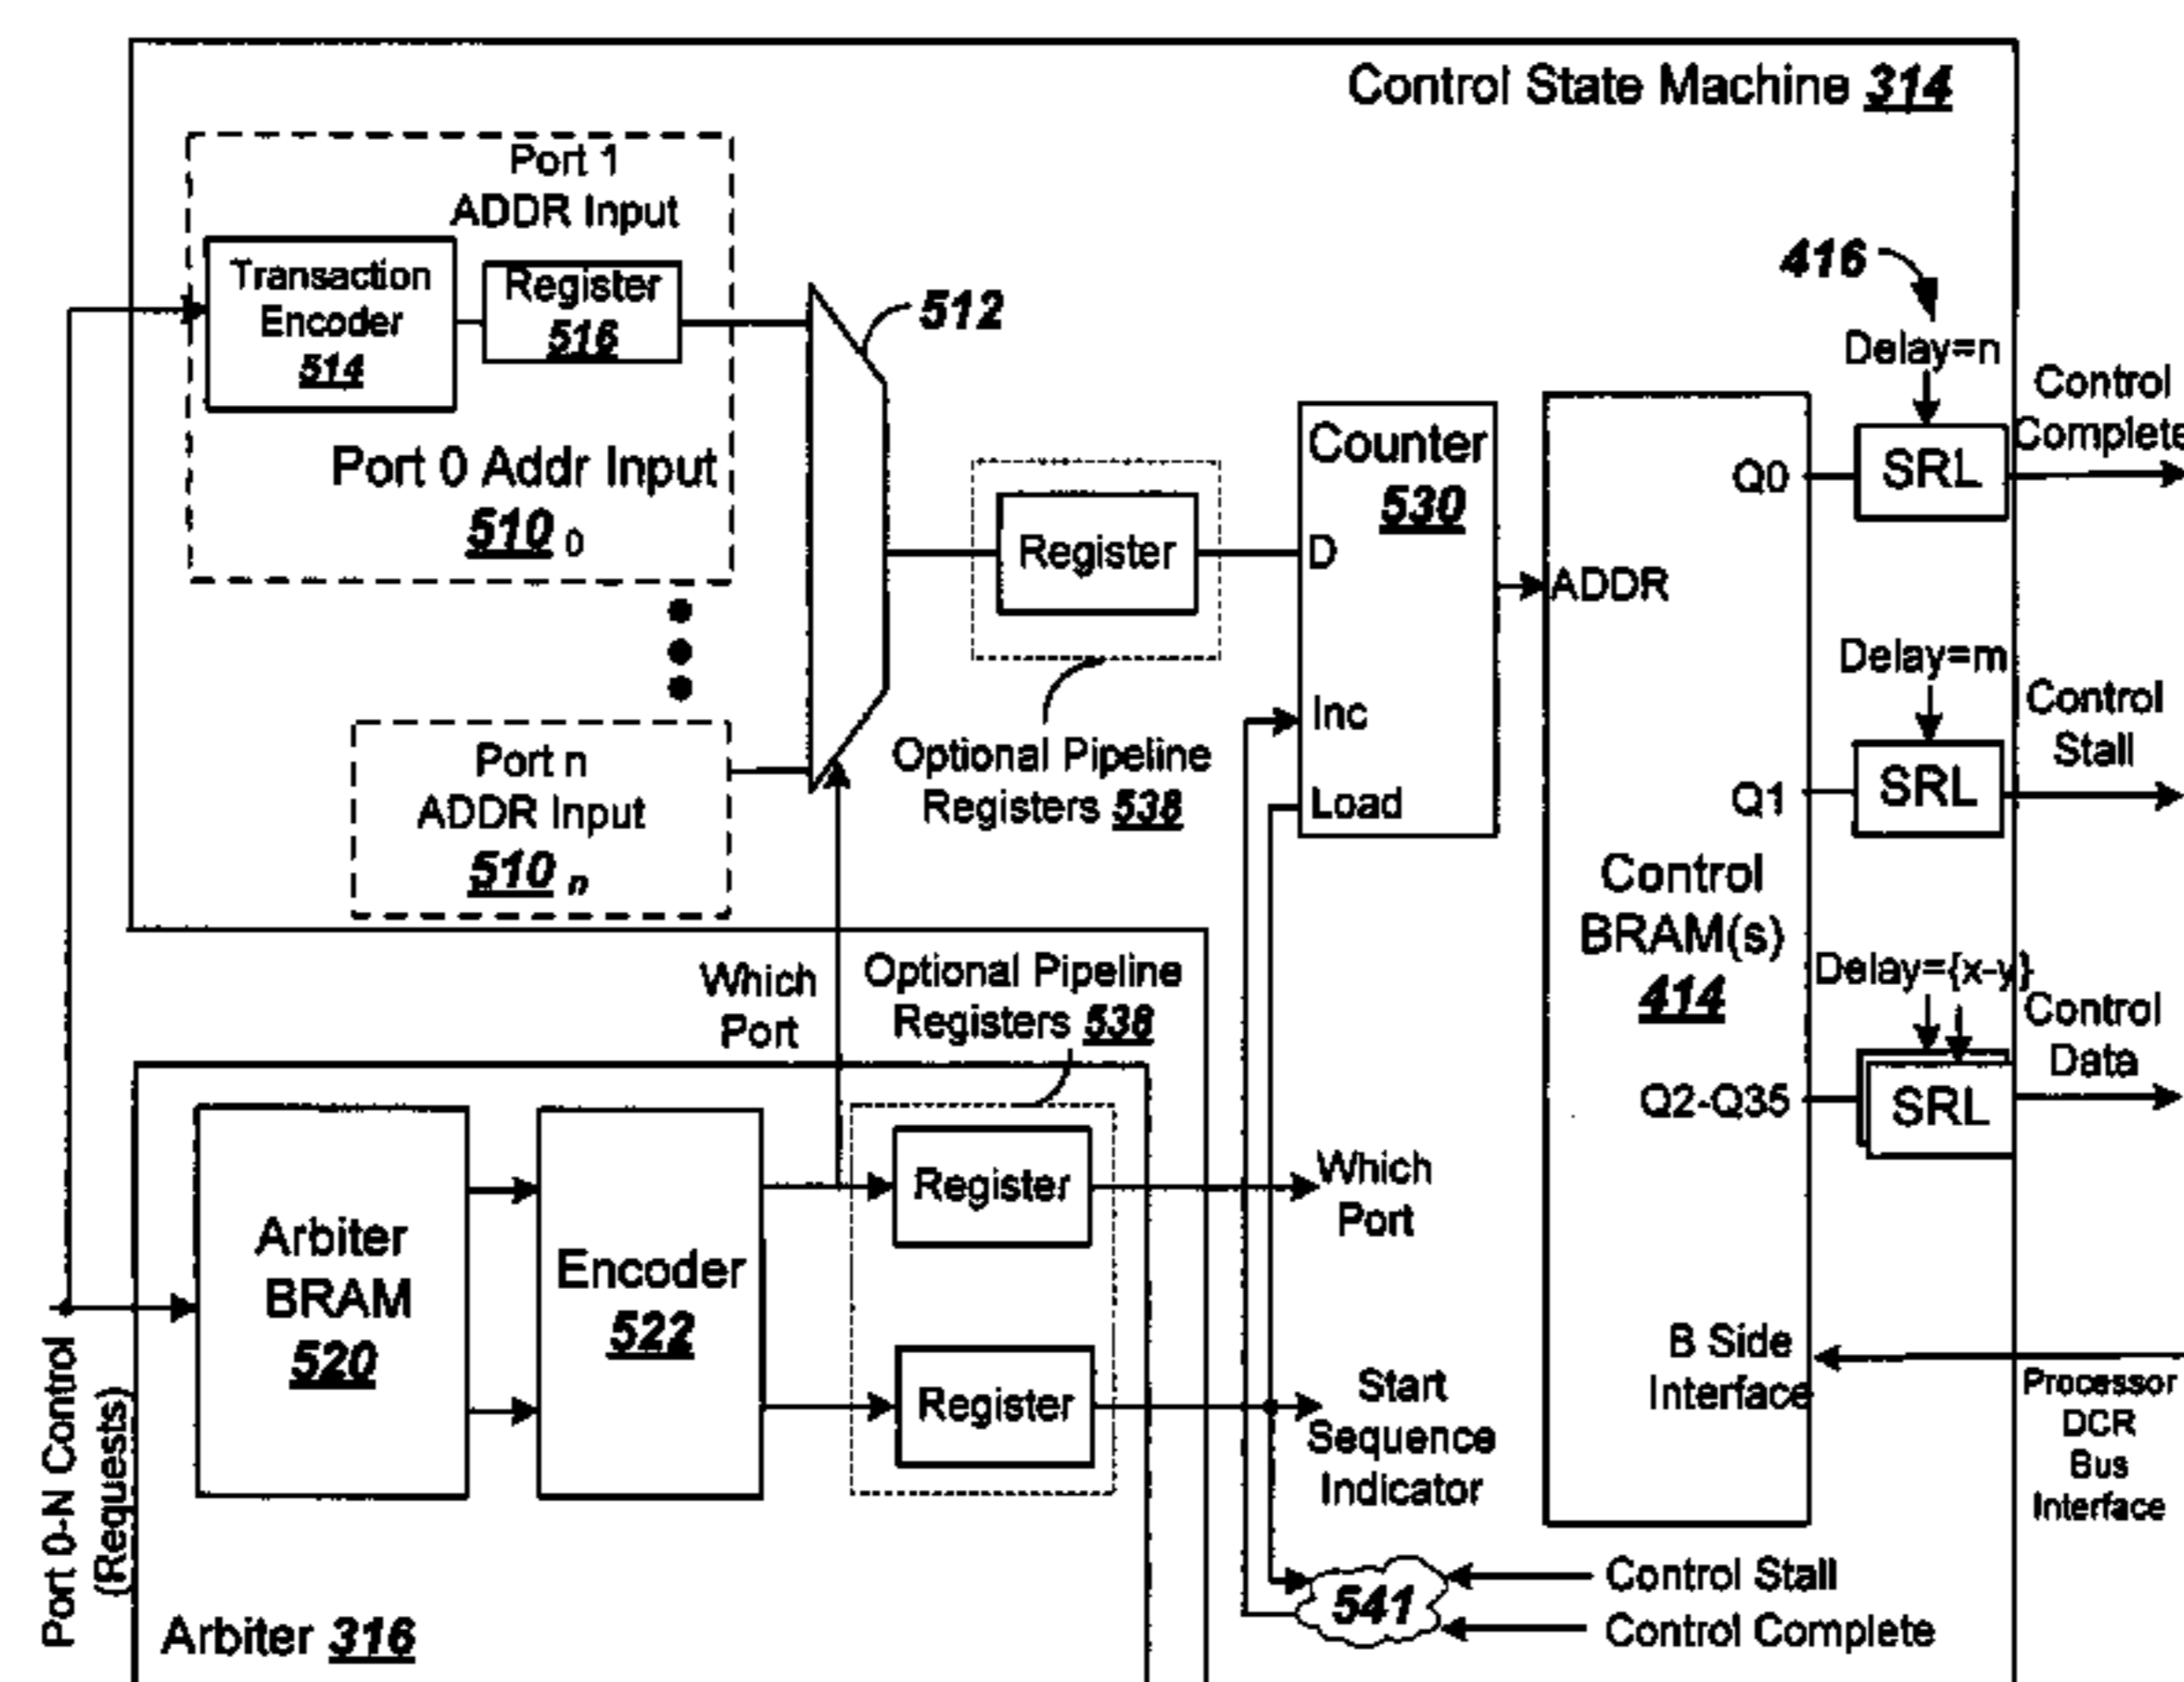 Control State Machine 314
Port 1
ADDR Input
Transaction
Encoder
514
Register
516
Port 0 Addr Input
510 0
512
Port n
ADDR Input
510 n
Register
Optional Pipeline
Registers 538
Counter
530
D
Inc
Load
ADDR
Q0
Q1
Control
BRAM(s)
414
Q2-Q35
B Side
Interface
416
Delay=n
SRL
Control
Complete
Delay=m
SRL
Control
Stall
Delay={x-y}
SRL
Control
Data
Processor
DCR
Bus
Interface
Which
Port
Optional Pipeline
Registers 538
Arbiter
BRAM
520
Encoder
522
Register
Register
Which
Port
Start
Sequence
Indicator
541
Control Stall
Control Complete
Port 0-N Control
(Requests)
Arbiter 316